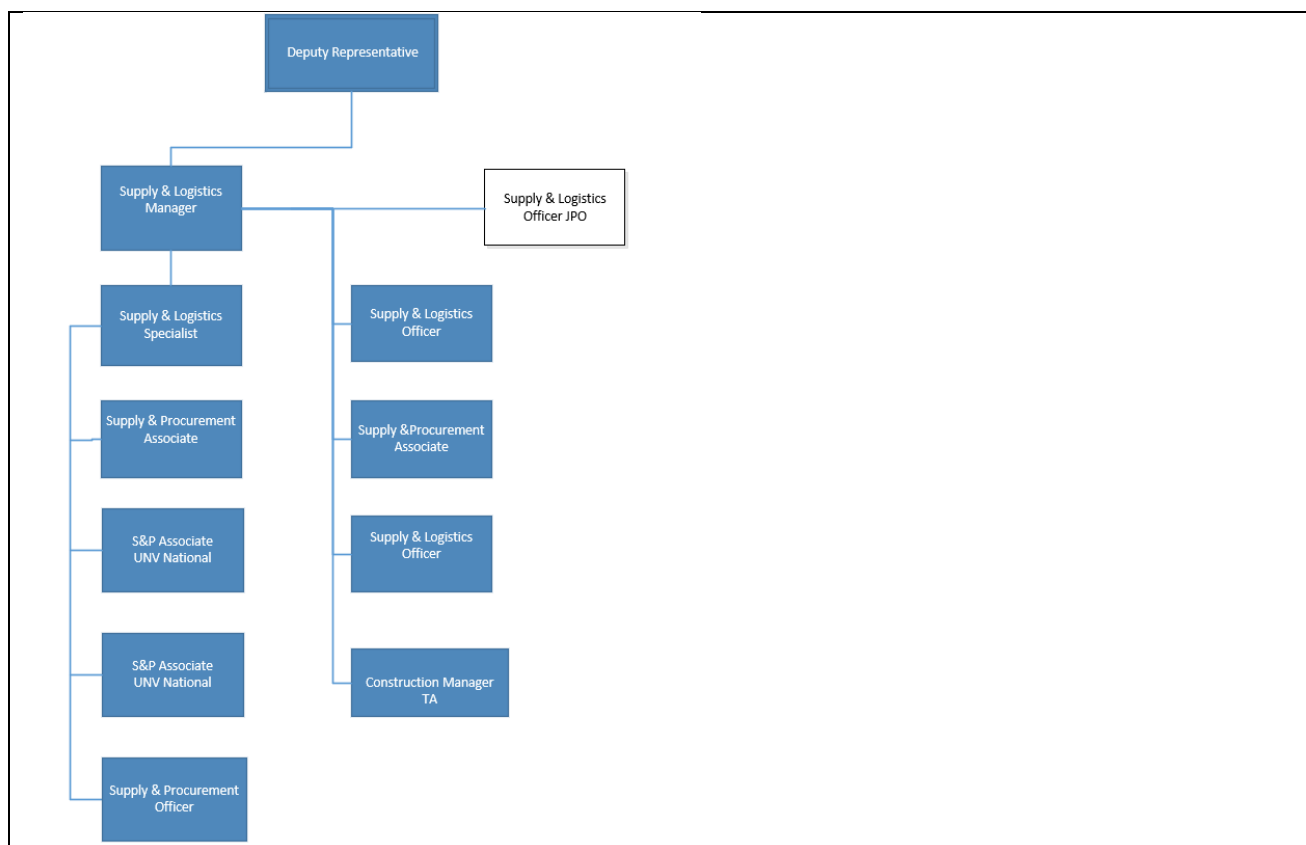 Deputy Representative
Supply & Logistics
Manager
Supply & Logistics
Officer JPO
Supply & Logistics
Specialist
Supply & Logistics
Officer
Supply & Procurement
Associate
Supply &Procurement
Associate
S&P Associate
UNV National
Supply & Logistics
Officer
S&P Associate
UNV National
Construction Manager
TA
Supply & Procurement
Officer